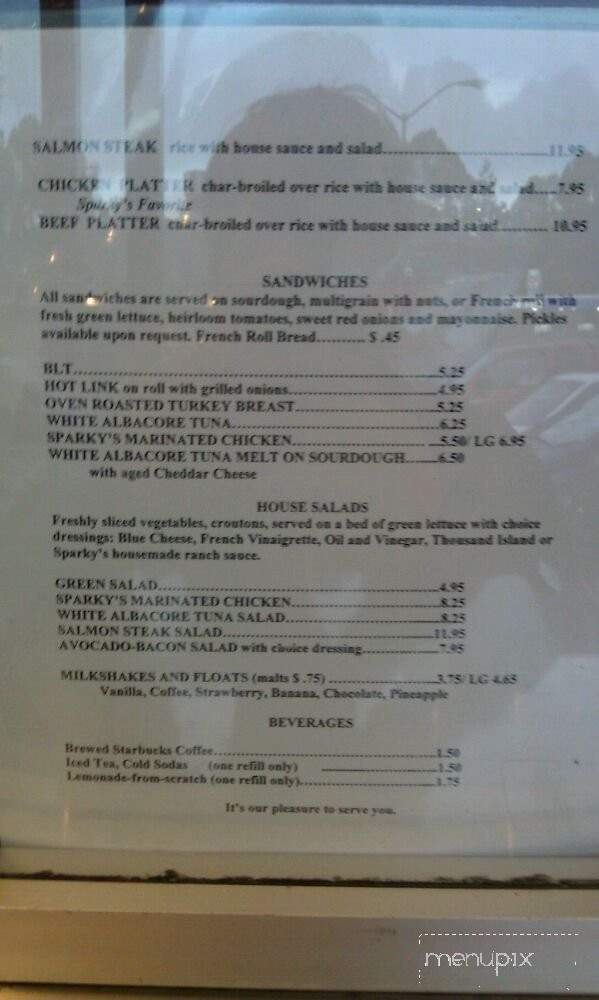 SALMON STEAK rice with house sauce and salad..................................11.95
CHICKEN PLATTER char-broiled over rice with house sauce and salad.....7.95
Sparky's Favorite
BEEF PLATTER char-broiled over rice with house sauce and salad........... 10.95
SANDWICHES
All sandwiches are served on sourdough, multigrain with nuts, or French roll with
fresh green lettuce, heirloom tomatoes, sweet red onions and mayonnaise. Pickles
available upon request. French Roll Bread.......... $ .45
BLT...............................................................................5.25
HOT LINK on roll with grilled onions.................................4.95
OVEN ROASTED TURKEY BREAST...............................5.25
WHITE ALBACORE TUNA..............................................6.25
SPARKY'S MARINATED CHICKEN.............................. ...5.50/ LG 6.95
WHITE ALBACORE TUNA MELT ON SOURDOUGH.......6.50
with aged Cheddar Cheese
HOUSE SALADS
Freshly sliced vegetables, croutons, served on a bed of green lettuce with choice
dressings: Blue Cheese, French Vinaigrette, Oil and Vinegar, Thousand Island or
Sparky's housemade ranch sauce.
GREEN SALAD..............................................................4.95
SPARKY'S MARINATED CHICKEN................................8.25
WHITE ALBACORE TUNA SALAD.................................8.25
SALMON STEAK SALAD...............................................11.95
AVOCADO-BACON SALAD with choice dressing.................7.95
MILKSHAKES AND FLOATS (malts $ .75) ........................3.75/ LG 4.65
Vanilla, Coffee, Strawberry, Banana, Chocolate, Pineapple
BEVERAGES
Brewed Starbucks Coffee..................................................1.50
Iced Tea, Cold Sodas (one refill only) ..........................1.50
Lemonade-from-scratch (one refill only)...............................1.75
It's our pleasure to serve you.
menupix